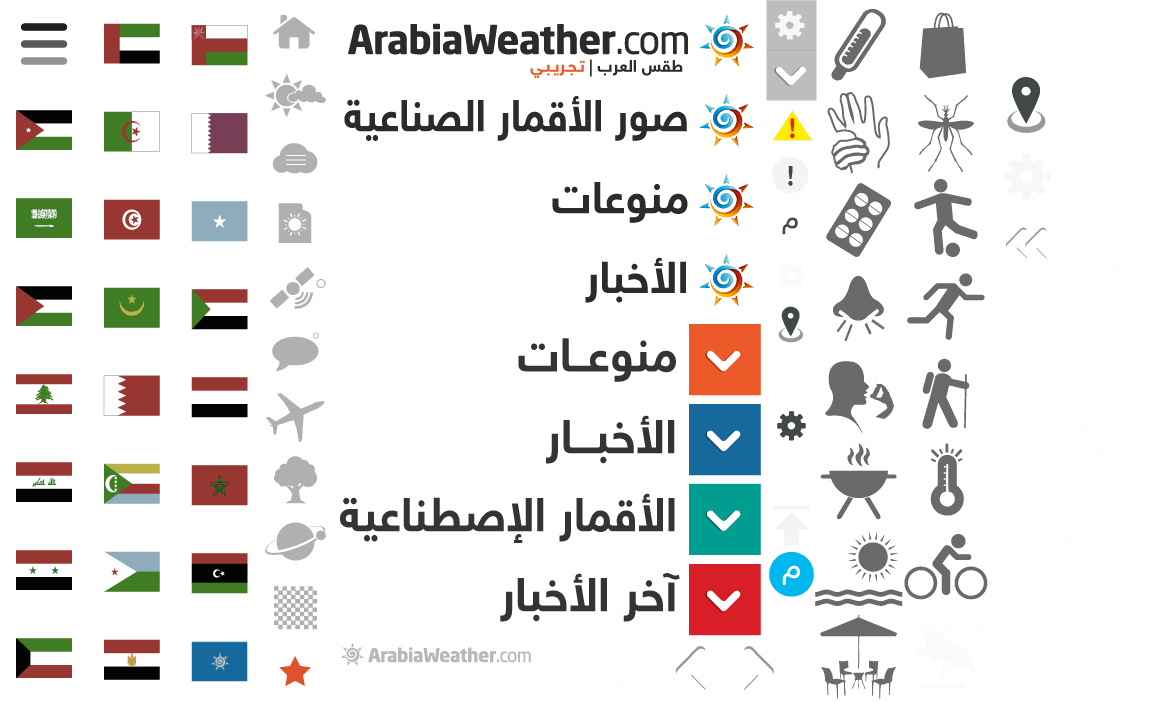 ArabiaWeather.com
طقس العرب | تجريبي
صور الأقمار الصناعية
منوعات
الأخبار
منوعـات
الأخبـار
الأقمار الإصطناعية
آخر الأخبار
ArabiaWeather.com
!
!
م
م